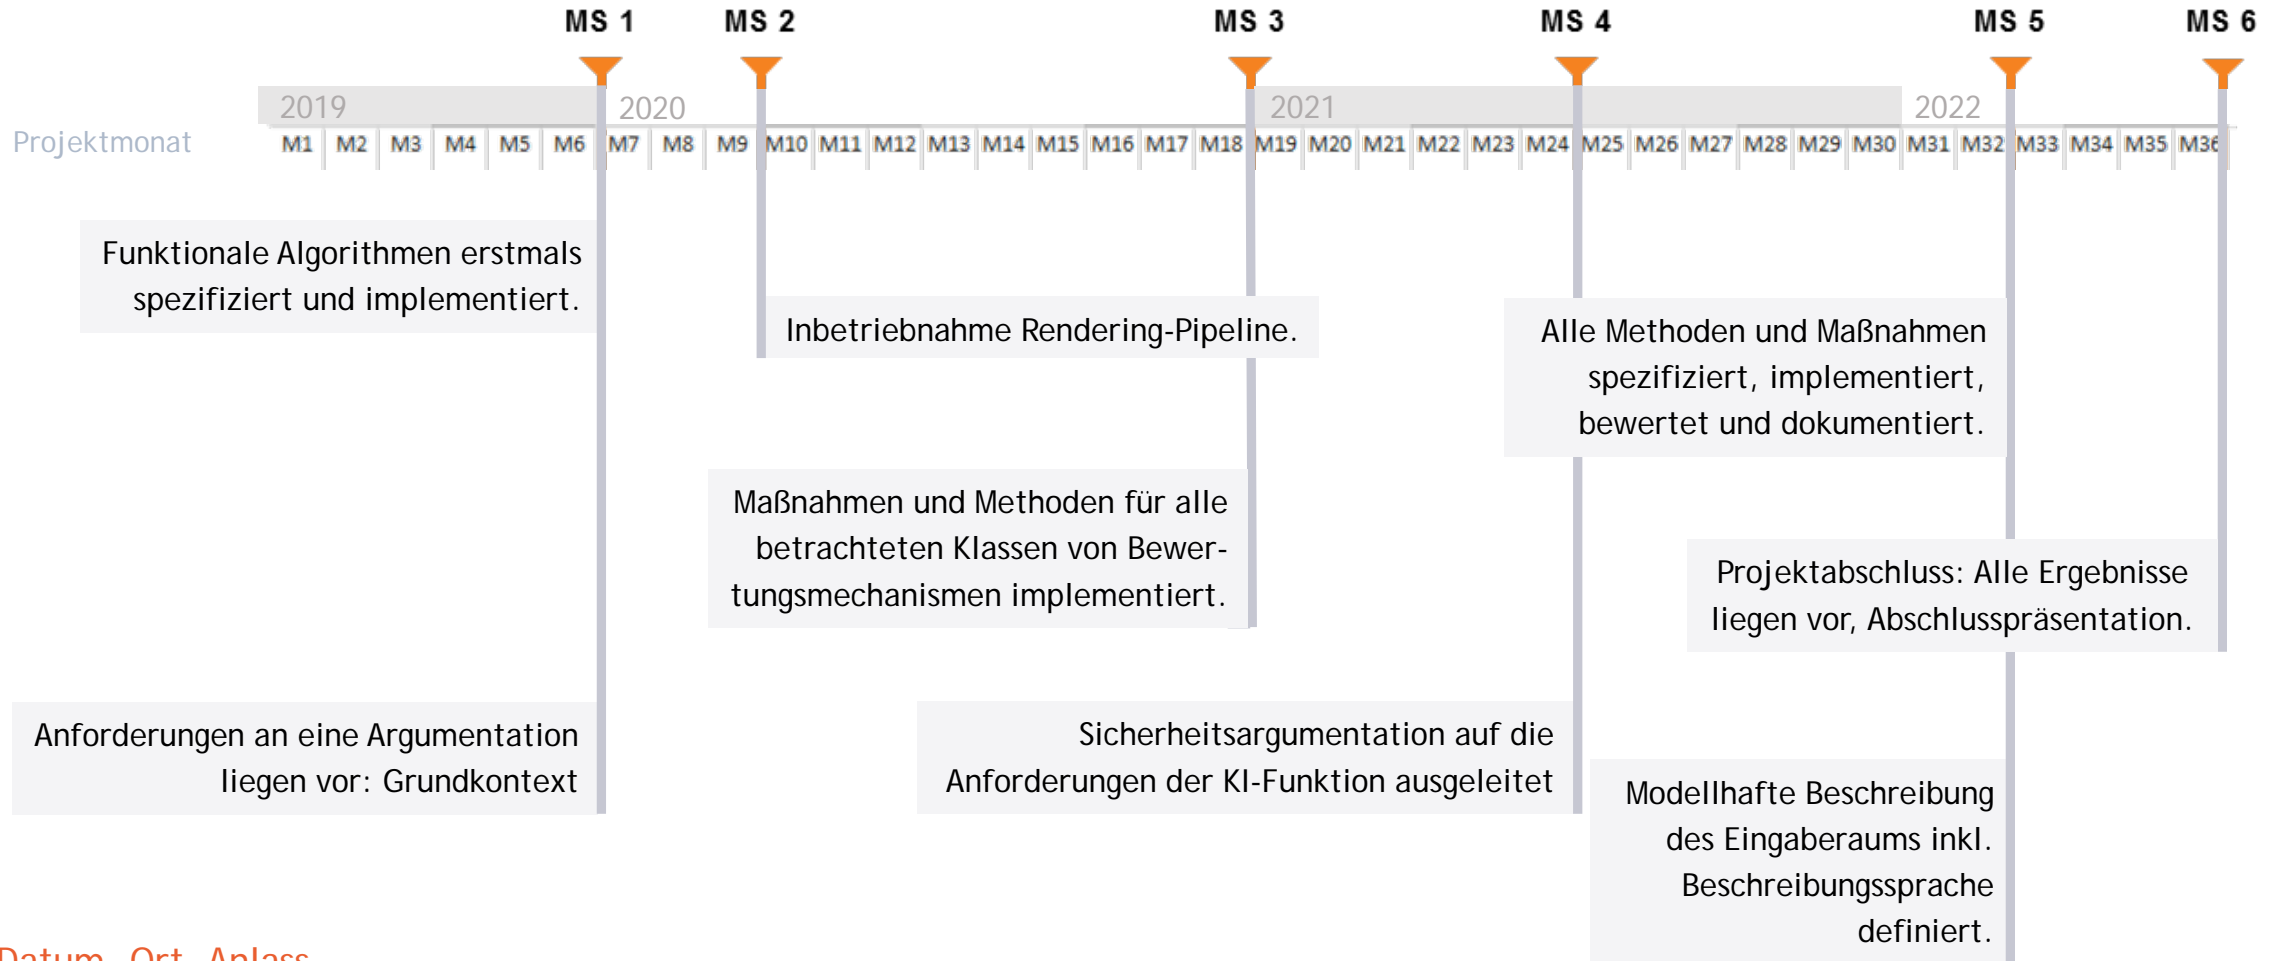 MS 1 MS 2 MS 3 MS 4 MS 5 MS 6
2019 2020 2021 2022
Projektmonat M1 M2 M3 M4 M5 M6 M7 M8 M9 M10 M11 M12 M13 M14 M15 M16 M17 M18 M19 M20 M21 M22 M23 M24 M25 M26 M27 M28 M29 M30 M31 M32 M33 M34 M35 M36
Funktionale Algorithmen erstmals
spezifiziert und implementiert.
Inbetriebnahme Rendering-Pipeline.
Alle Methoden und Maßnahmen
spezifiziert, implementiert,
bewertet und dokumentiert.
Maßnahmen und Methoden für alle
betrachteten Klassen von Bewer-
tungsmechanismen implementiert.
Projektabschluss: Alle Ergebnisse
liegen vor, Abschlusspräsentation.
Anforderungen an eine Argumentation
liegen vor: Grundkontext
Sicherheitsargumentation auf die
Anforderungen der KI-Funktion ausgeleitet
Modellhafte Beschreibung
des Eingaberaums inkl.
Beschreibungssprache
definiert.
Datum, Ort, Anlass